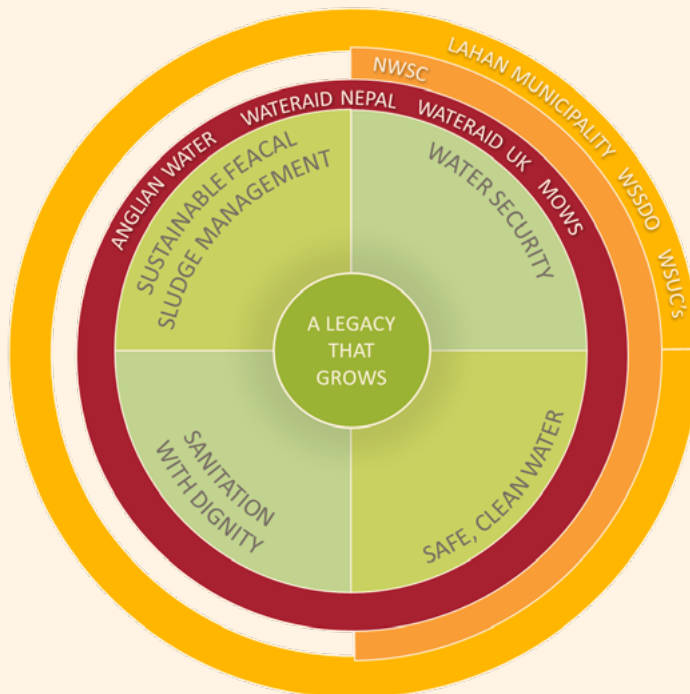 LAHAN MUNICIPALITY WSSDO WSUC's
NWSC
ANGLIAN WATER WATERAID NEPAL WATERAID UK MOWS
SUSTAINABLE FEACAL
SLUDGE MANAGEMENT
WATER SECURITY
A LEGACY
THAT
GROWS
SANITATION
WITH DIGNITY
SAFE, CLEAN WATER